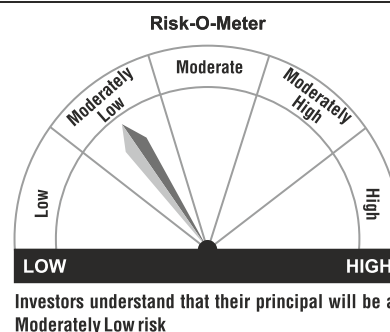 Risk-O-Meter
Moderate
Moderately
Low
Moderately
High
Low
High
LOW HIGH
Investors understand that their principal will be
Moderately Low risk